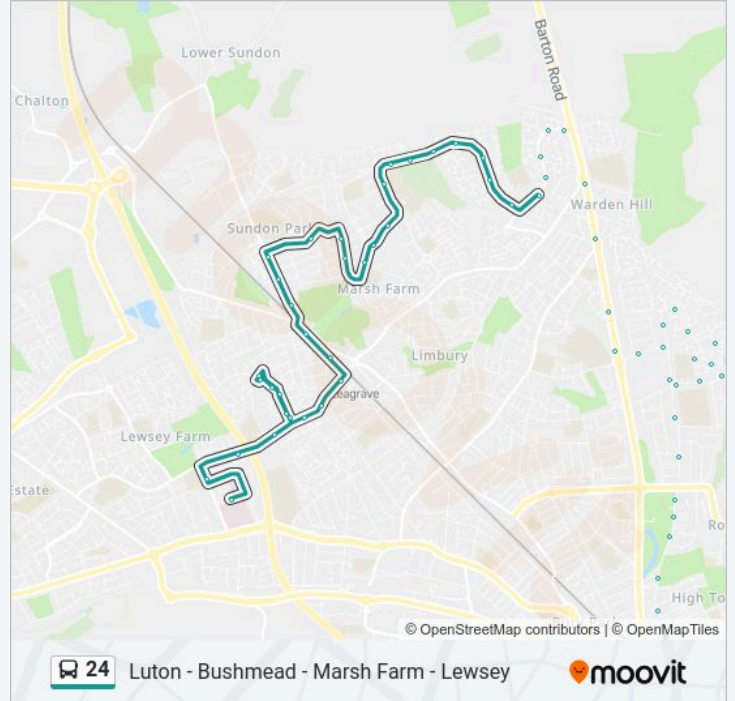 Barton Road
Lower Sundon
Chalton
Warden Hill
Sundon Park
Marsh Farm
Limbury
Leagrave
Lewsey Farm
Estate
Ro
High To
© OpenStreetMap contributors | © OpenMapTiles
24
Luton - Bushmead - Marsh Farm - Lewsey
moovit